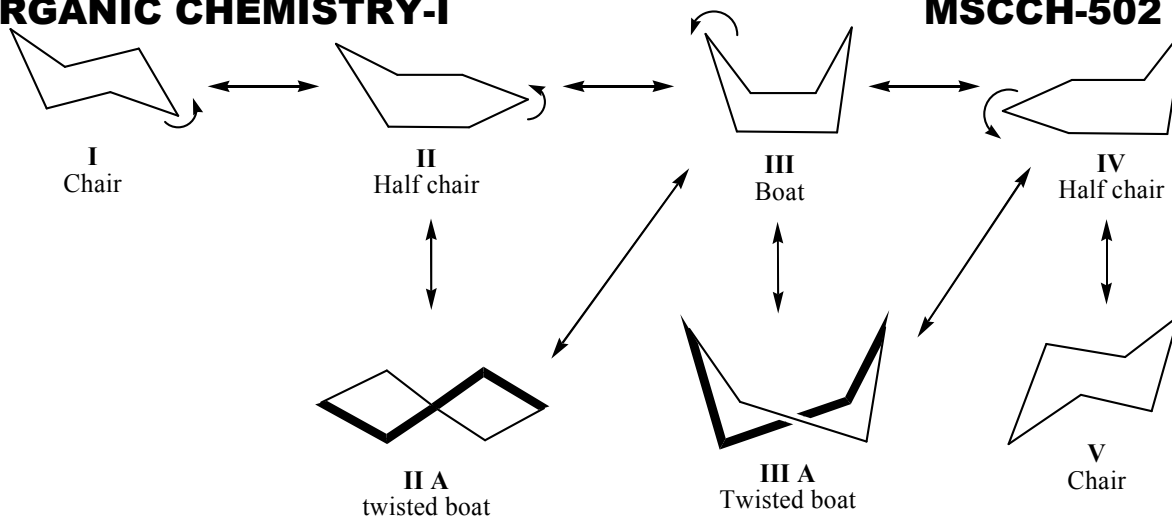 RGANIC CHEMISTRY-I
MSCCH-502
I
Chair
II
Half chair
III
Boat
IV
Half chair
II A
twisted boat
III A
Twisted boat
V
Chair